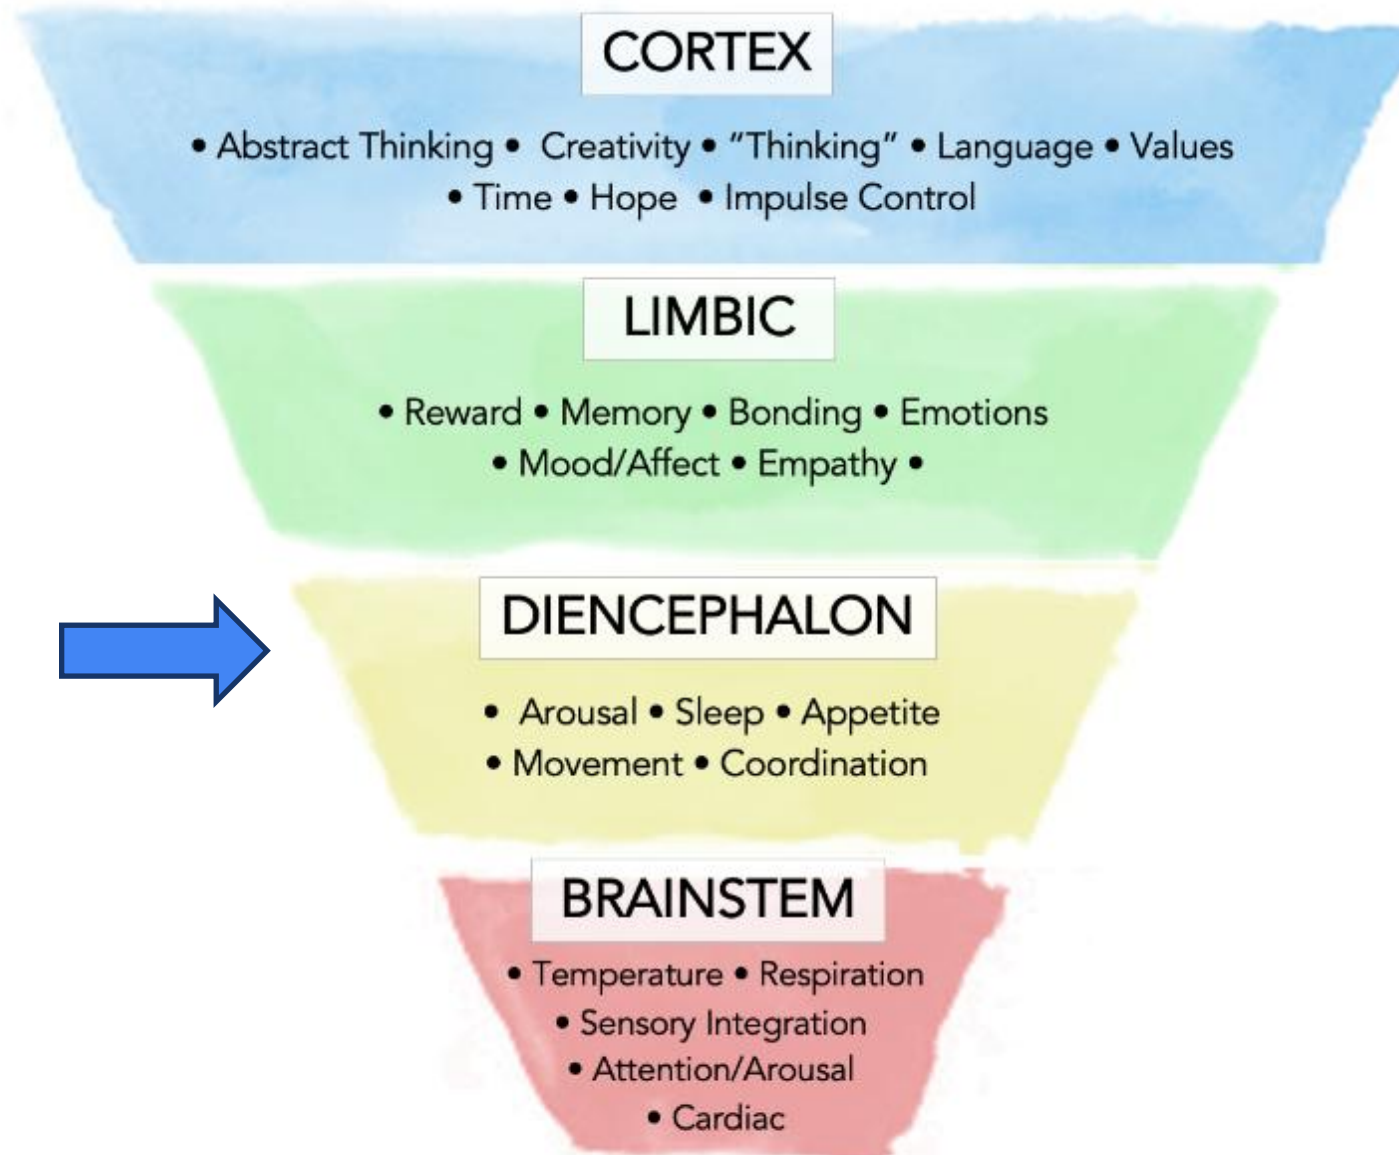 CORTEX
• Abstract Thinking • Creativity • “Thinking” • Language • Values
• Time • Hope • Impulse Control
LIMBIC
• Reward • Memory • Bonding • Emotions
• Mood/Affect • Empathy •
DIENCEPHALON
• Arousal • Sleep • Appetite
• Movement • Coordination
BRAINSTEM
• Temperature • Respiration
• Sensory Integration
• Attention/Arousal
• Cardiac